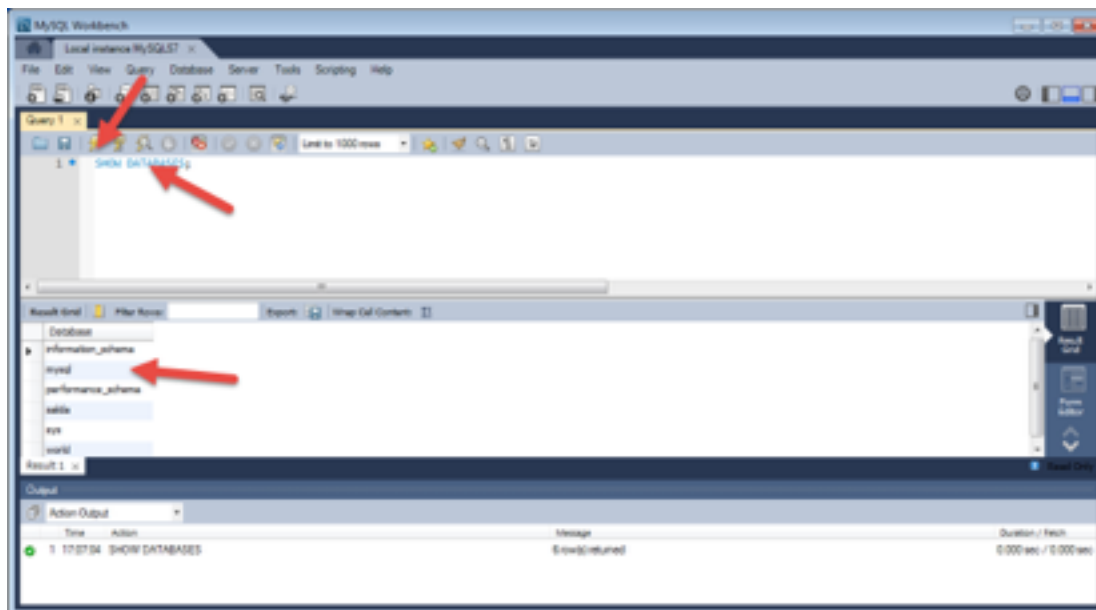 MySQL Workbench
Local instance MySQL57 ×
File Edit View Query Database Server Tools Scripting Help
Query 1 ×
Limit to 1000 rows
1 SHOW DATABASES;
Result Grid Filter Rows: Export: Wrap Cell Content:
Database
information_schema
mysql
performance_schema
sakila
sys
world
Result Grid
Form Editor
Result 1 ×
Read Only
Output
Action Output
Time Action Message Duration / Fetch
1 17:07:04 SHOW DATABASES 6 row(s) returned 0.000 sec / 0.000 sec